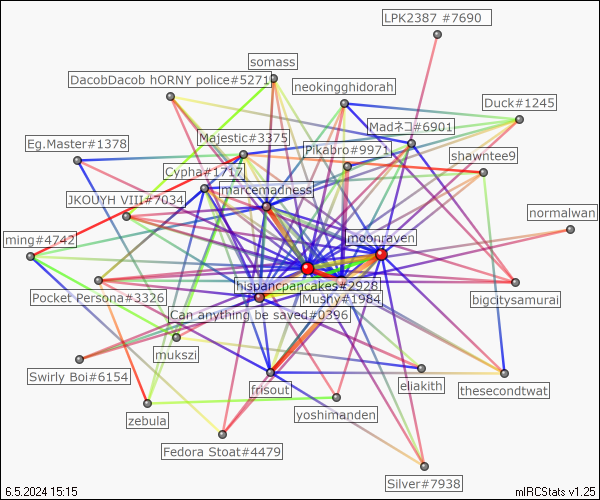 LPK2387 #7690
somass
DacobDacob hORNY police#5271
neokingghidorah
Duck#1245
Madネコ#6901
Eg.Master#1378
Majestic#3375
Pikabro#9971
shawntee9
Cypha#1717
marcemadness
JKOUYH VIII#7034
normalwan
ming#4742
moonraven
hispancpancakes#2928
Pocket Persona#3326
Mushy#1984
bigcitysamurai
Can anything be saved#0396
mukszi
Swirly Boi#6154
frisout
eliakith
thesecondtwat
zebula
yoshimanden
Fedora Stoat#4479
Silver#7938
6.5.2024 15:15
mIRCStats v1.25